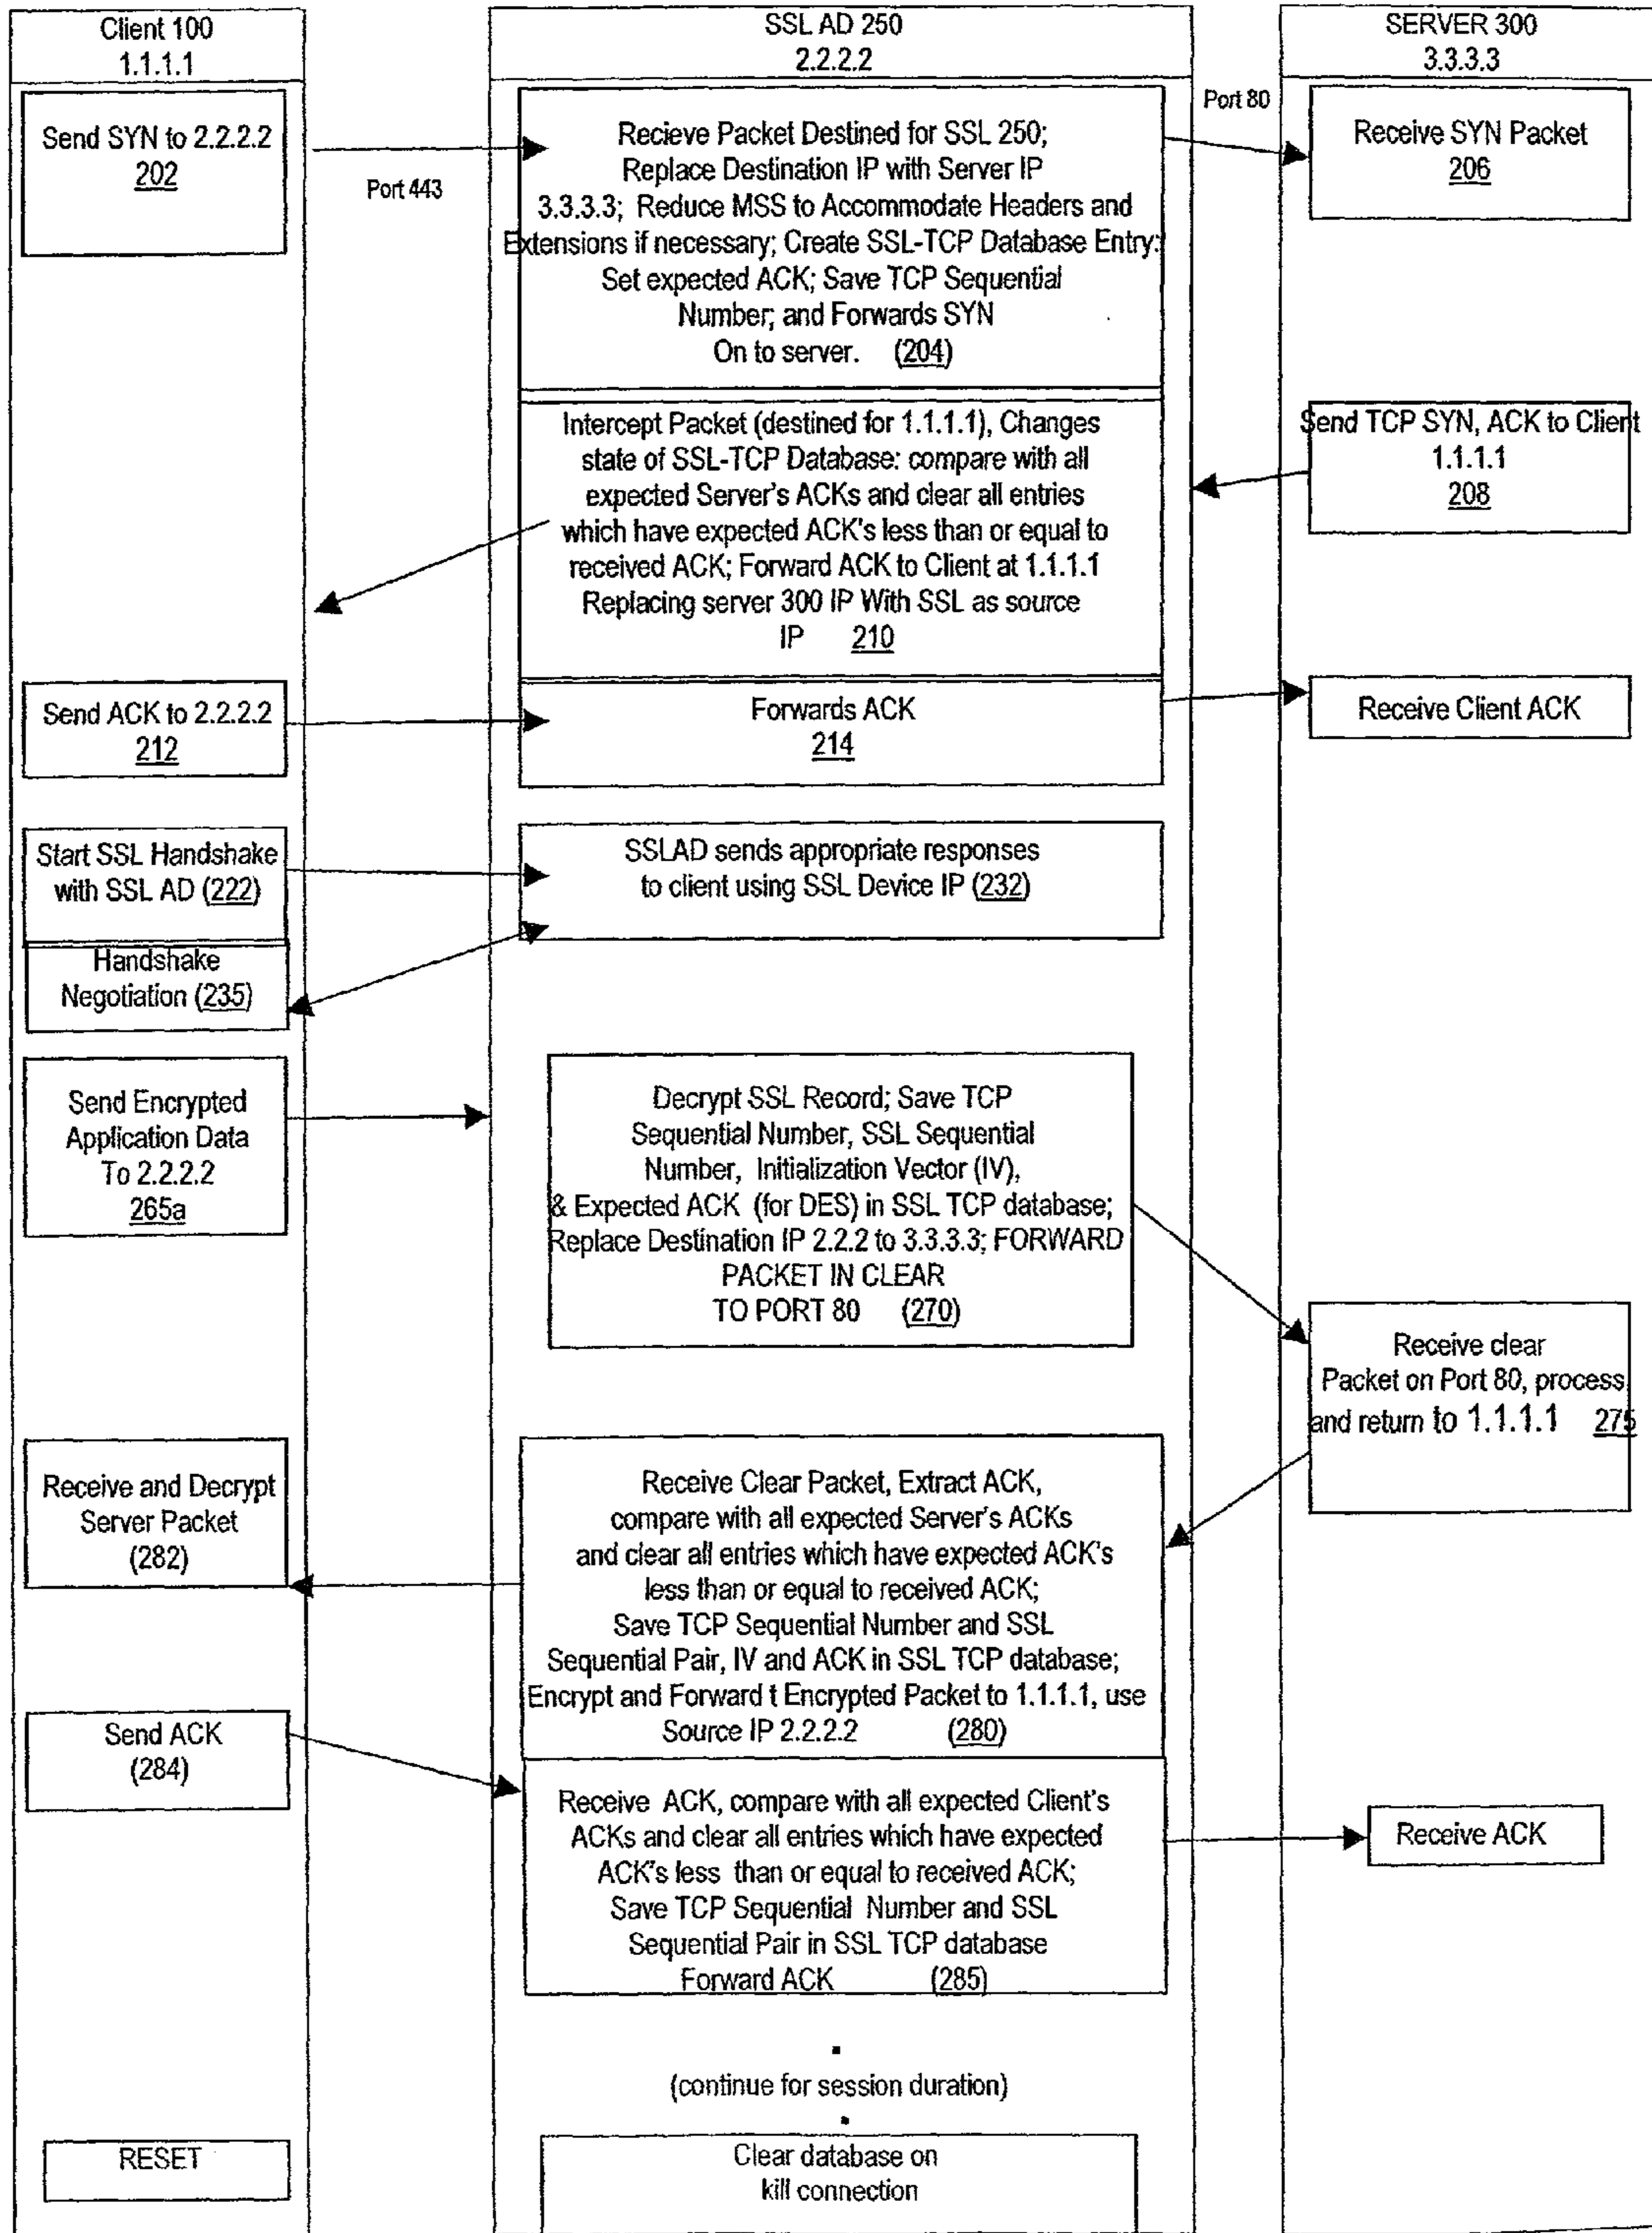 Client 100
1.1.1.1
SSL AD 250
2.2.2.2
SERVER 300
3.3.3.3
Send SYN to 2.2.2.2
202
Port 443
Recieve Packet Destined for SSL 250;
Replace Destination IP with Server IP
3.3.3.3; Reduce MSS to Accommodate Headers and
Extensions if necessary; Create SSL-TCP Database Entry:
Set expected ACK; Save TCP Sequential
Number; and Forwards SYN
On to server. (204)
Port 80
Receive SYN Packet
206
Send TCP SYN, ACK to Client
1.1.1.1
208
Intercept Packet (destined for 1.1.1.1), Changes
state of SSL-TCP Database: compare with all
expected Server's ACKs and clear all entries
which have expected ACK's less than or equal to
received ACK; Forward ACK to Client at 1.1.1.1
Replacing server 300 IP With SSL as source
IP 210
Send ACK to 2.2.2.2
212
Forwards ACK
214
Receive Client ACK
Start SSL Handshake
with SSL AD (222)
SSLAD sends appropriate responses
to client using SSL Device IP (232)
Handshake
Negotiation (235)
Send Encrypted
Application Data
To 2.2.2.2
265a
Decrypt SSL Record; Save TCP
Sequential Number, SSL Sequential
Number, Initialization Vector (IV),
& Expected ACK (for DES) in SSL TCP database;
Replace Destination IP 2.2.2 to 3.3.3.3; FORWARD
PACKET IN CLEAR
TO PORT 80 (270)
Receive clear
Packet on Port 80, process
and return to 1.1.1.1 275
Receive Clear Packet, Extract ACK,
compare with all expected Server's ACKs
and clear all entries which have expected ACK's
less than or equal to received ACK;
Save TCP Sequential Number and SSL
Sequential Pair, IV and ACK in SSL TCP database;
Encrypt and Forward t Encrypted Packet to 1.1.1.1, use
Source IP 2.2.2.2 (280)
Receive and Decrypt
Server Packet
(282)
Send ACK
(284)
Receive ACK, compare with all expected Client's
ACKs and clear all entries which have expected
ACK's less than or equal to received ACK;
Save TCP Sequential Number and SSL
Sequential Pair in SSL TCP database
Forward ACK (285)
Receive ACK
(continue for session duration)
RESET
Clear database on
kill connection